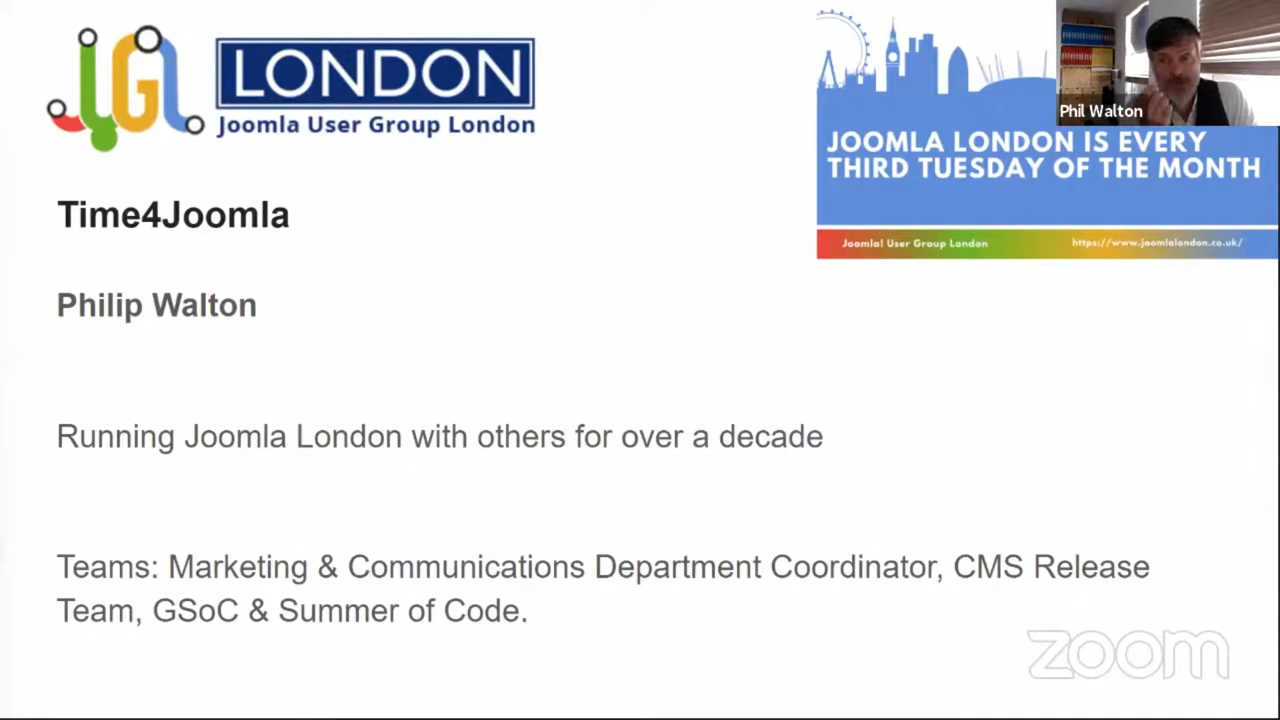 JUGL
LONDON
Joomla User Group London
Phil Walton
JOOMLA LONDON IS EVERY
THIRD TUESDAY OF THE MONTH
Joomla! User Group London
https://www.joomlalondon.co.uk/
Time4Joomla
Philip Walton
Running Joomla London with others for over a decade
Teams: Marketing & Communications Department Coordinator, CMS Release
Team, GSoC & Summer of Code.
zoom